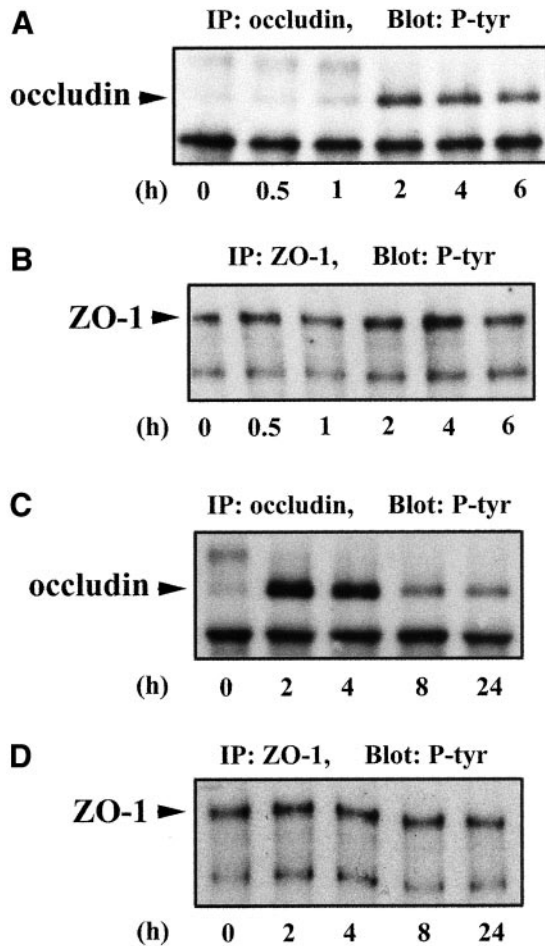 A
IP: occludin, Blot: P-tyr
occludin
(h) 0 0.5 1 2 4 6
B
IP: ZO-1, Blot: P-tyr
ZO-1
(h) 0 0.5 1 2 4 6
C
IP: occludin, Blot: P-tyr
occludin
(h) 0 2 4 8 24
D
IP: ZO-1, Blot: P-tyr
ZO-1
(h) 0 2 4 8 24